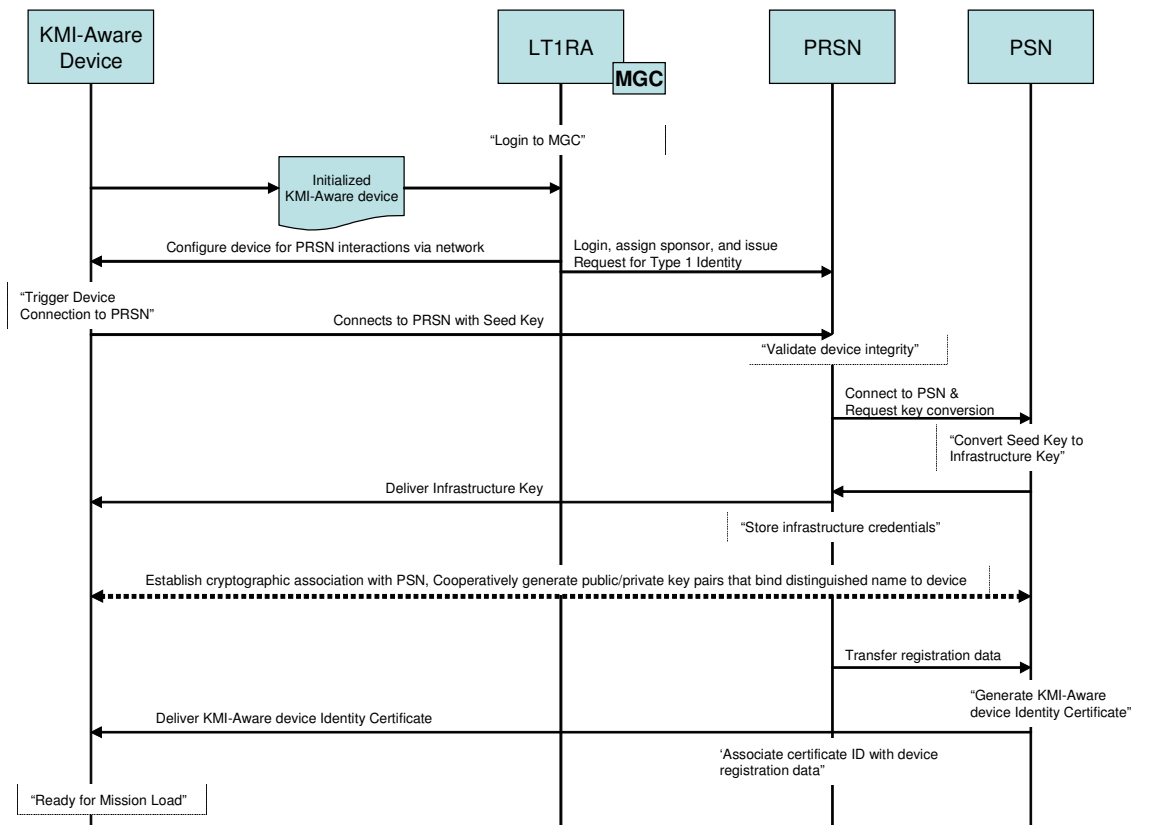 KMI-Aware
Device
LT1RA
MGC
PRSN
PSN
“Login to MGC”
Initialized
KMI-Aware device
Configure device for PRSN interactions via network
Login, assign sponsor, and issue
Request for Type 1 Identity
“Trigger Device
Connection to PRSN”
Connects to PRSN with Seed Key
“Validate device integrity”
Connect to PSN &
Request key conversion
“Convert Seed Key to
Infrastructure Key”
Deliver Infrastructure Key
“Store infrastructure credentials”
Establish cryptographic association with PSN, Cooperatively generate public/private key pairs that bind distinguished name to device
Transfer registration data
“Generate KMI-Aware
device Identity Certificate”
Deliver KMI-Aware device Identity Certificate
‘Associate certificate ID with device
registration data”
“Ready for Mission Load”